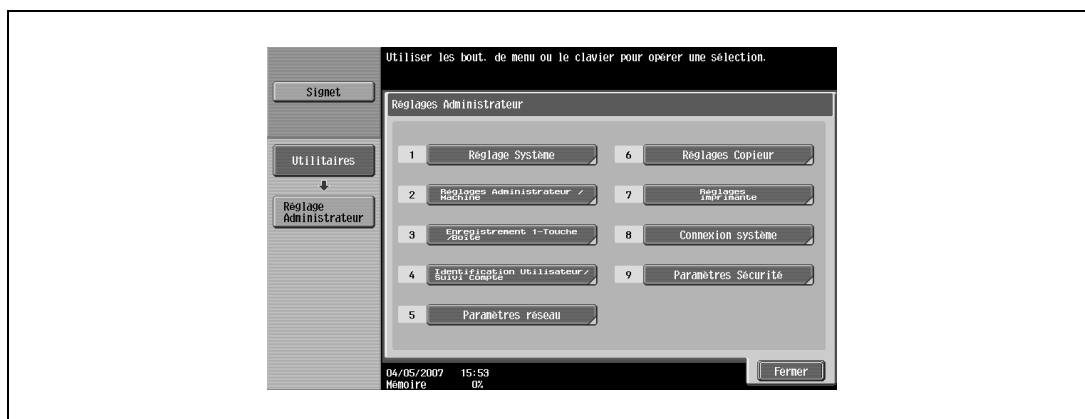 Utiliser les bout. de menu ou le clavier pour opérer une sélection.
Signet
Réglages Administrateur
Utilitaires
Réglage
Administrateur
1 Réglage Système
2 Réglages Administrateur /
Machine
3 Enregistrement 1-Touche
/Boîte
4 Identification Utilisateur/
Suivi Compte
5 Paramètres réseau
6 Réglages Copieur
7 Réglages
imprimante
8 Connexion système
9 Paramètres Sécurité
04/05/2007 15:53
Mémoire 0%
Fermer